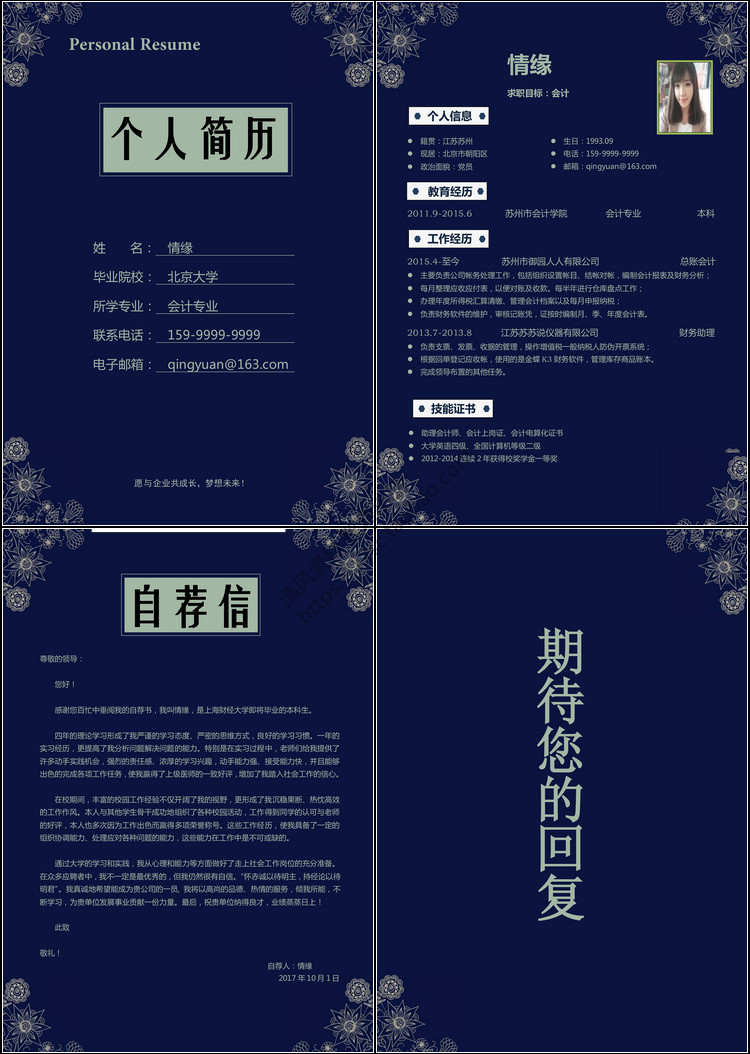 Personal Resume
个人简历
姓 名： 情缘
毕业院校： 北京大学
所学专业： 会计专业
联系电话： 159-9999-9999
电子邮箱： qingyuan@163.com
愿与企业共成长，梦想未来！
情缘
求职目标：会计
个人信息
籍贯：江苏苏州 生日：1993.09
现居：北京市朝阳区 电话：159-9999-9999
政治面貌：党员 邮箱：qingyuan@163.com
教育经历
2011.9-2015.6 苏州市会计学院 会计专业 本科
工作经历
2015.4-至今 苏州市御园人人有限公司 总账会计
主要负责公司帐务处理工作，包括组织设置帐目、结帐对帐，编制会计报表及财务分析；
每月整理应收应付表，以便对账及收款。每半年进行仓库盘点工作；
办理年度所得税汇算清缴、管理会计档案以及每月申报纳税；
负责财务软件的维护，审核记账凭，证按时编制月、季、年度会计表。
2013.7-2013.8 江苏苏苏说仪器有限公司 财务助理
负责支票、发票、收据的管理，操作增值税一般纳税人防伪开票系统；
根据回单登记应收帐，使用的是金蝶 K3 财务软件，管理库存商品账本。
完成领导布置的其他任务。
技能证书
助理会计师、会计上岗证、会计电算化证书
大学英语四级、全国计算机等级二级
2012-2014 连续 2 年获得校奖学金一等奖
自荐信
尊敬的领导：
您好！
感谢您百忙中垂阅我的自荐书，我叫情缘，是上海财经大学即将毕业的本科生。
四年的理论学习形成了我严谨的学习态度、严密的思维方式，良好的学习习惯。一年的
实习经历，更提高了我分析问题解决问题的能力。特别是在实习过程中，老师们给我提供了
许多动手实践机会，强烈的责任感、浓厚的学习兴趣，动手能力强、接受能力快，并且能够
出色的完成各项工作任务，使我赢得了上级医师的一致好评，增加了我踏入社会工作的信心。
在校期间，丰富的校园工作经验不仅开阔了我的视野，更形成了我沉稳果断、热忱高效
的工作作风。本人与其他学生骨干成功地组织了各种校园活动，工作得到同学的认可与老师
的好评，本人也多次因为工作出色而赢得多项荣誉称号。这些工作经历，使我具备了一定的
组织协调能力、处理应对各种问题的能力，这些能力在工作中是不可或缺的。
通过大学的学习和实践，我从心理和能力等方面做好了走上社会工作岗位的充分准备。
在众多应聘者中，我不一定是最优秀的，但我仍然很有自信。“怀赤诚以待明主，持经论以待
明君”。我真诚地希望能成为贵公司的一员, 我将以高尚的品德、热情的服务，倾我所能，不
断学习，为贵单位发展事业贡献一份力量。最后，祝贵单位纳得良才，业绩蒸蒸日上！
此致
敬礼！
自荐人：情缘
2017 年 10 月 1 日
期待您的回复